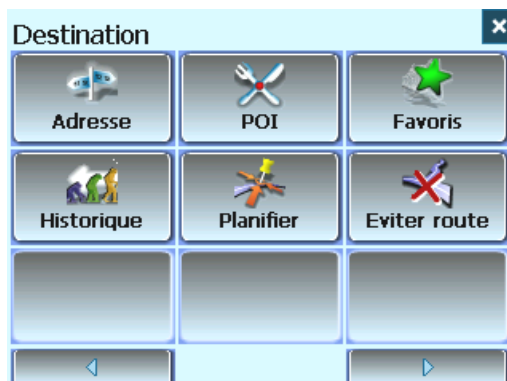 Destination
Adresse
POI
Favoris
Historique
Planifier
Eviter route